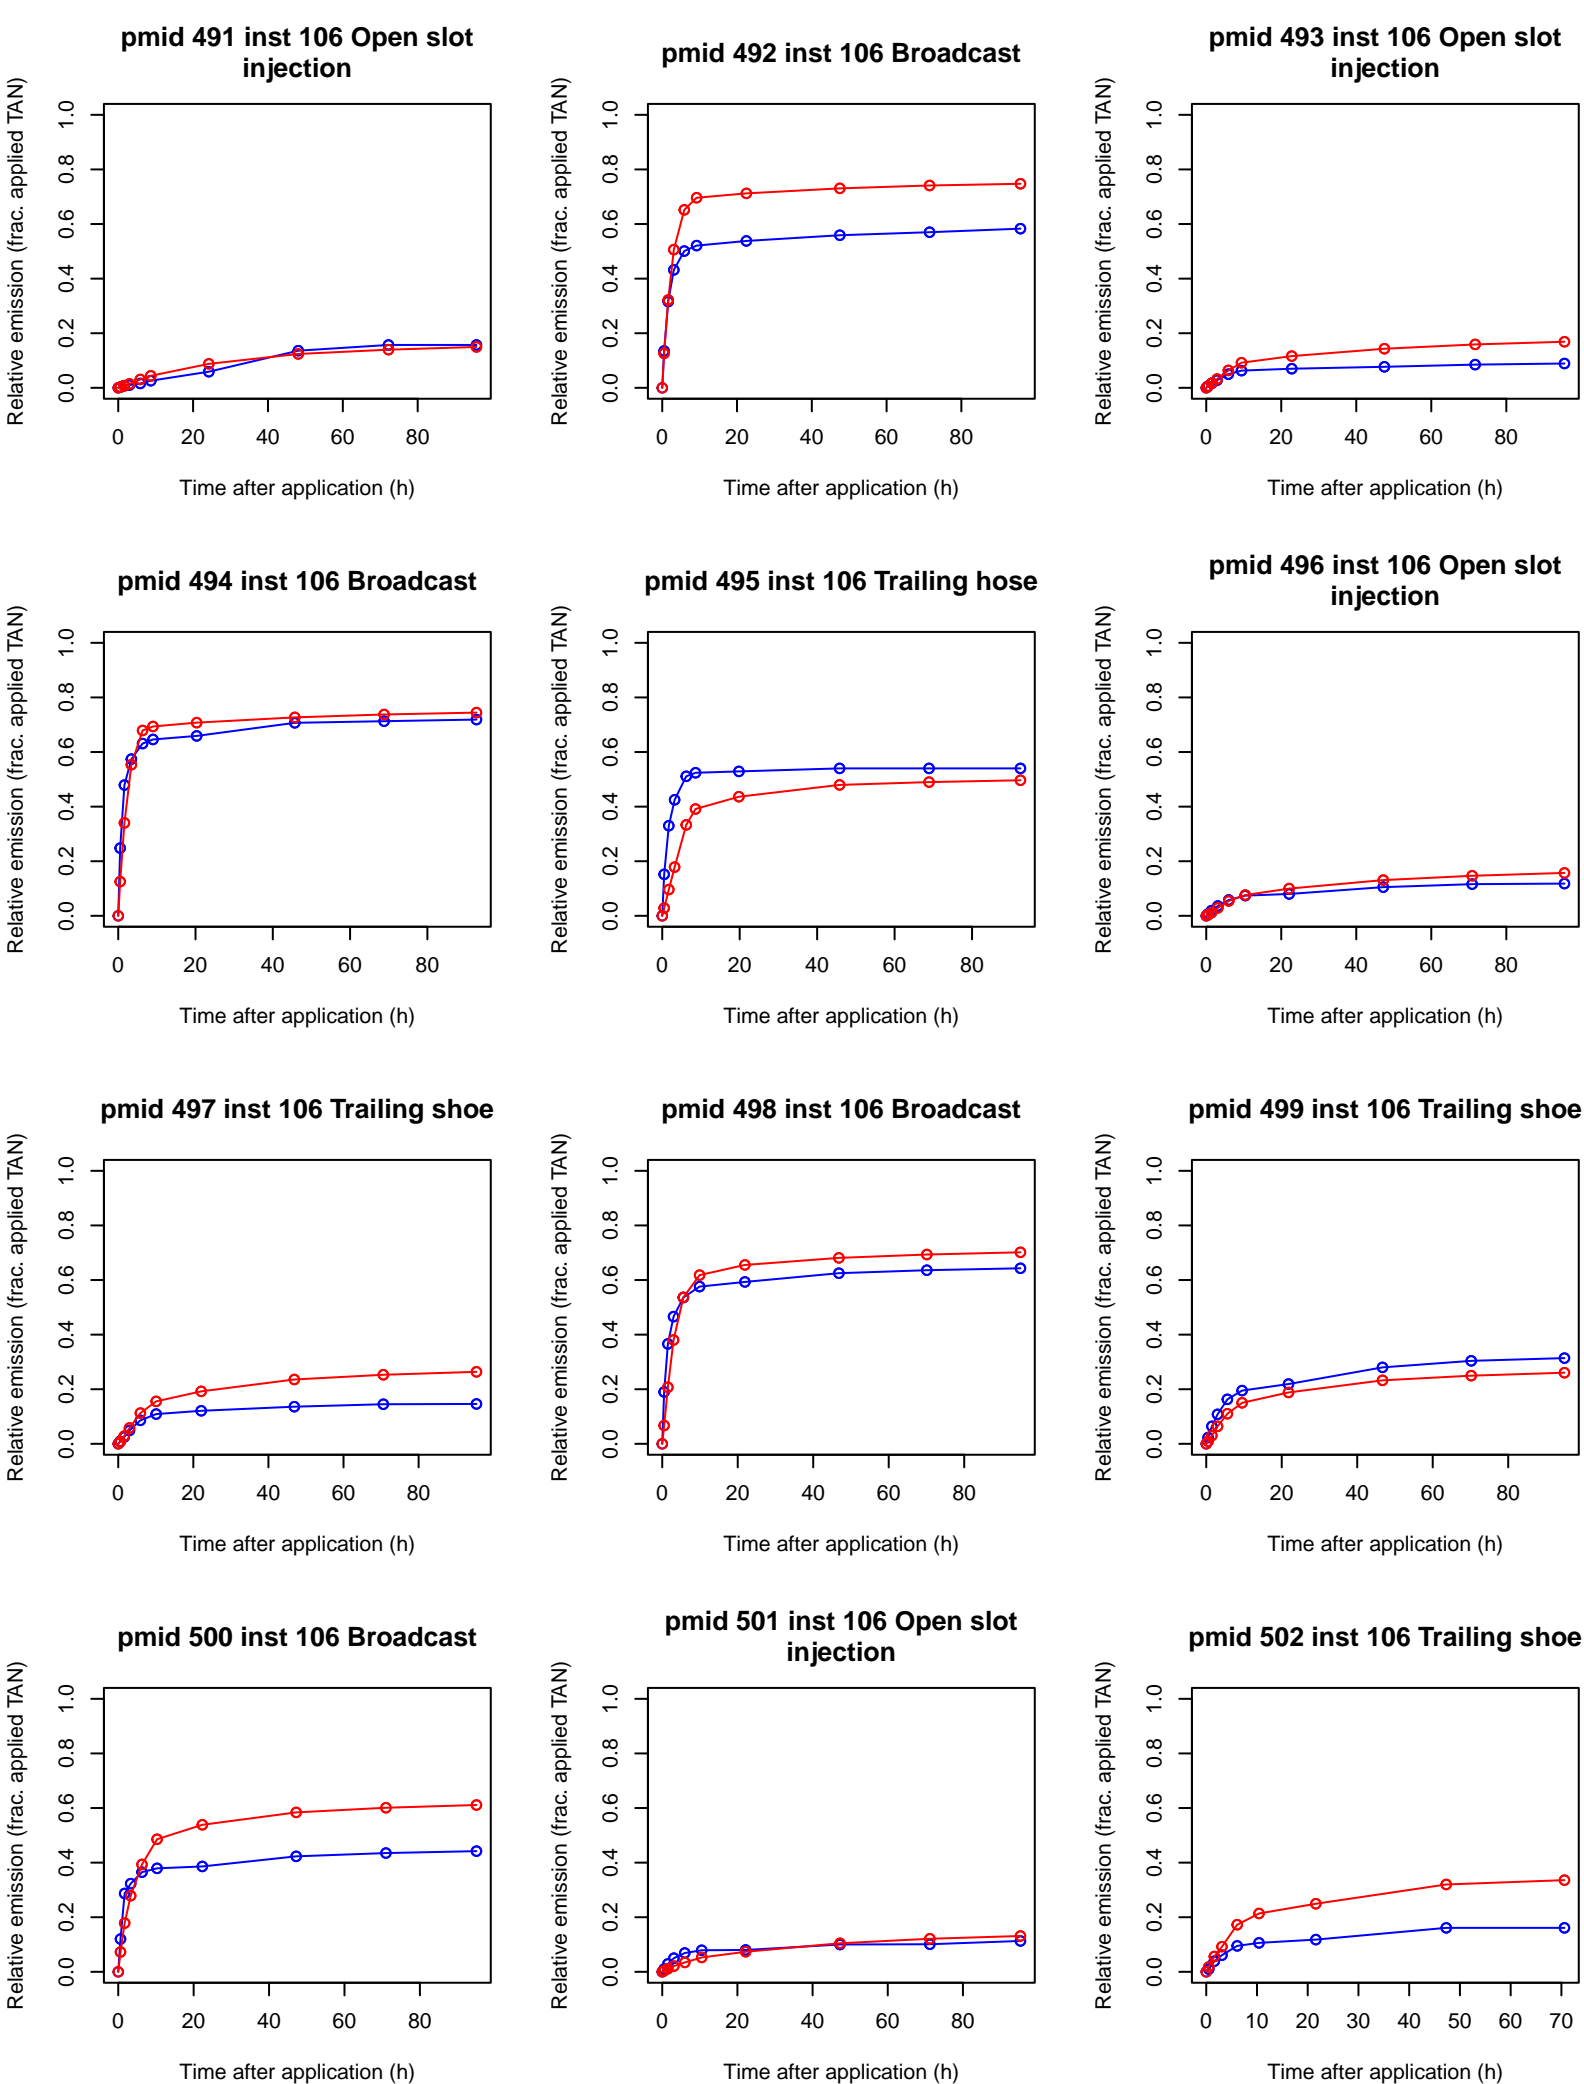 pmid 491 inst 106 Open slot
injection
Relative emission (frac. applied TAN)
1.0
0.8
0.6
0.4
0.2
0.0
0 20 40 60 80
Time after application (h)
pmid 492 inst 106 Broadcast
Relative emission (frac. applied TAN)
1.0
0.8
0.6
0.4
0.2
0.0
0 20 40 60 80
Time after application (h)
pmid 493 inst 106 Open slot
injection
Relative emission (frac. applied TAN)
1.0
0.8
0.6
0.4
0.2
0.0
0 20 40 60 80
Time after application (h)
pmid 494 inst 106 Broadcast
Relative emission (frac. applied TAN)
1.0
0.8
0.6
0.4
0.2
0.0
0 20 40 60 80
Time after application (h)
pmid 495 inst 106 Trailing hose
Relative emission (frac. applied TAN)
1.0
0.8
0.6
0.4
0.2
0.0
0 20 40 60 80
Time after application (h)
pmid 496 inst 106 Open slot
injection
Relative emission (frac. applied TAN)
1.0
0.8
0.6
0.4
0.2
0.0
0 20 40 60 80
Time after application (h)
pmid 497 inst 106 Trailing shoe
Relative emission (frac. applied TAN)
1.0
0.8
0.6
0.4
0.2
0.0
0 20 40 60 80
Time after application (h)
pmid 498 inst 106 Broadcast
Relative emission (frac. applied TAN)
1.0
0.8
0.6
0.4
0.2
0.0
0 20 40 60 80
Time after application (h)
pmid 499 inst 106 Trailing shoe
Relative emission (frac. applied TAN)
1.0
0.8
0.6
0.4
0.2
0.0
0 20 40 60 80
Time after application (h)
pmid 500 inst 106 Broadcast
Relative emission (frac. applied TAN)
1.0
0.8
0.6
0.4
0.2
0.0
0 20 40 60 80
Time after application (h)
pmid 501 inst 106 Open slot
injection
Relative emission (frac. applied TAN)
1.0
0.8
0.6
0.4
0.2
0.0
0 20 40 60 80
Time after application (h)
pmid 502 inst 106 Trailing shoe
Relative emission (frac. applied TAN)
1.0
0.8
0.6
0.4
0.2
0.0
0 10 20 30 40 50 60 70
Time after application (h)